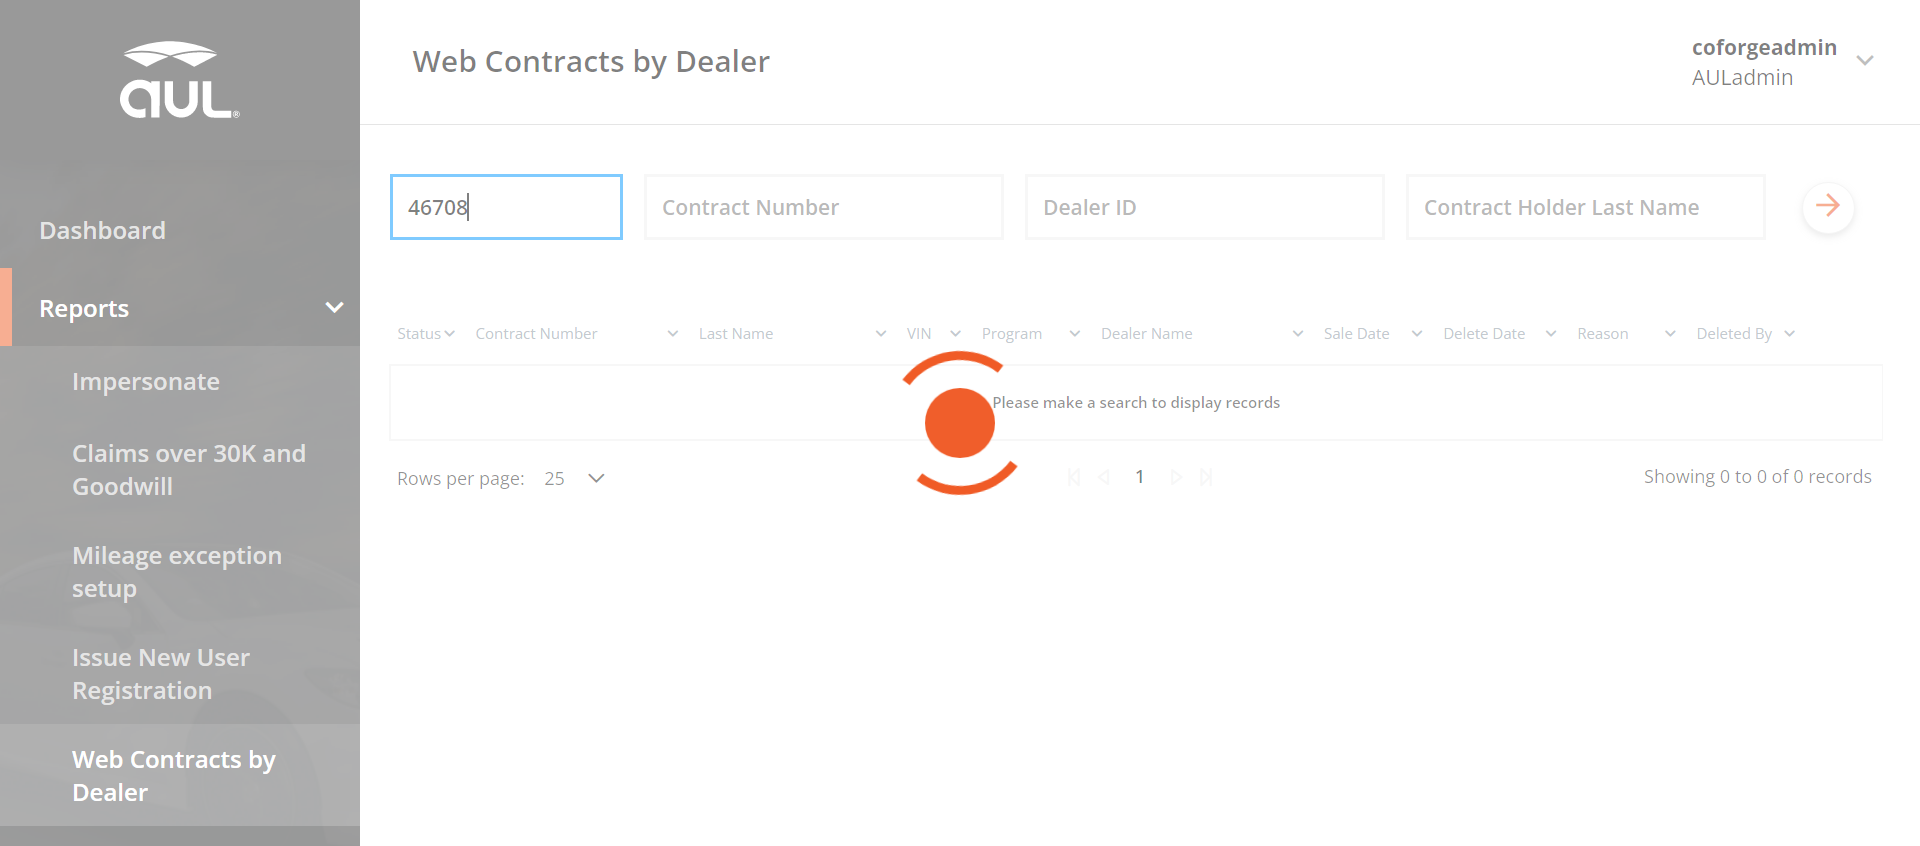 aUL®
Dashboard
Reports
Impersonate
Claims over 30K and
Goodwill
Mileage exception
setup
Issue New User
Registration
Web Contracts by
Dealer
Web Contracts by Dealer
coforgeadmin
AULadmin
46708
Contract Number
Dealer ID
Contract Holder Last Name
Status Contract Number Last Name VIN Program Dealer Name Sale Date Delete Date Reason Deleted By
Please make a search to display records
Rows per page: 25
1
Showing 0 to 0 of 0 records